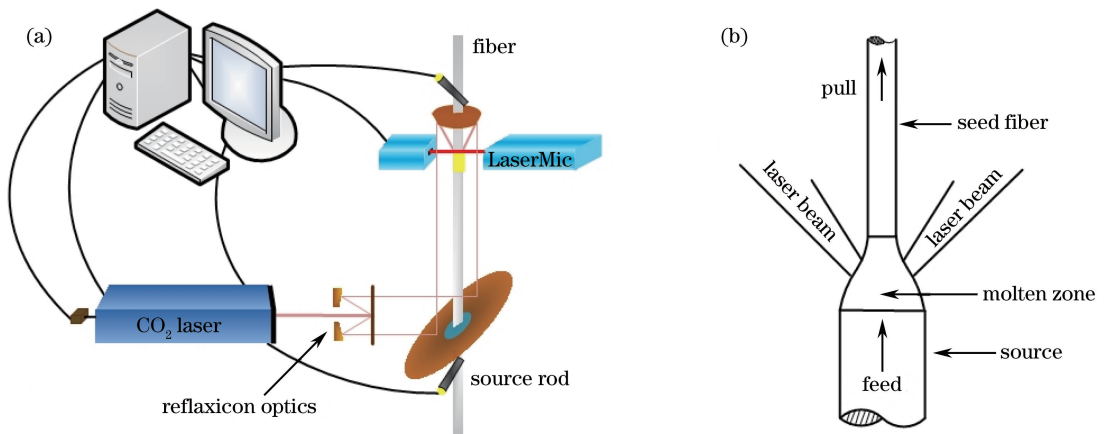 (a)
fiber
LaserMic
CO₂ laser
reflaxicon optics
source rod
(b)
pull
seed fiber
laser beam
laser beam
molten zone
source
feed